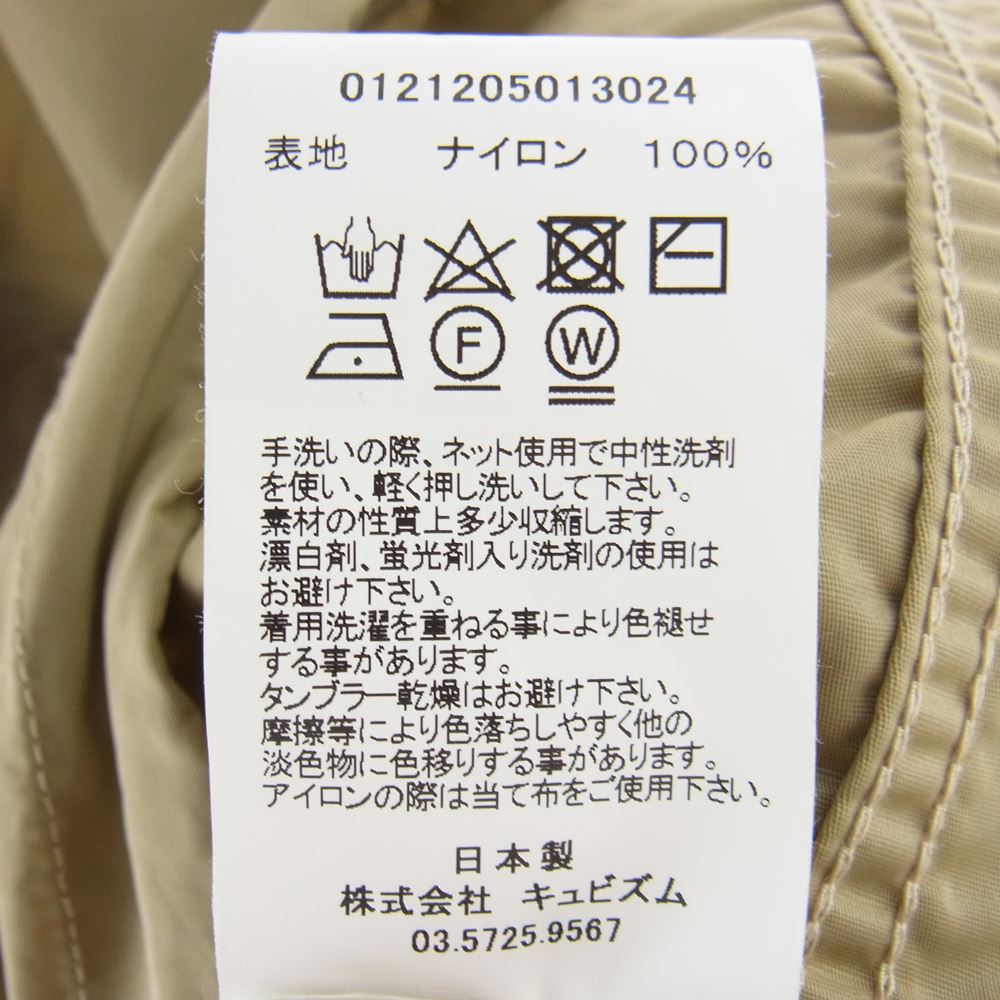 0121205013024
表地 ナイロン 100%
F W
手洗いの際、ネット使用で中性洗剤
を使い、軽く押し洗いして下さい。
素材の性質上多少収縮します。
漂白剤、蛍光剤入り洗剤の使用は
お避け下さい。
着用洗濯を重ねる事により色褪せ
する事があります。
タンブラー乾燥はお避け下さい。
摩擦等により色落ちしやすく他の
淡色物に色移りする事があります。
アイロンの際は当て布をご使用下さい。
日本製
株式会社 キュビズム
03.5725.9567